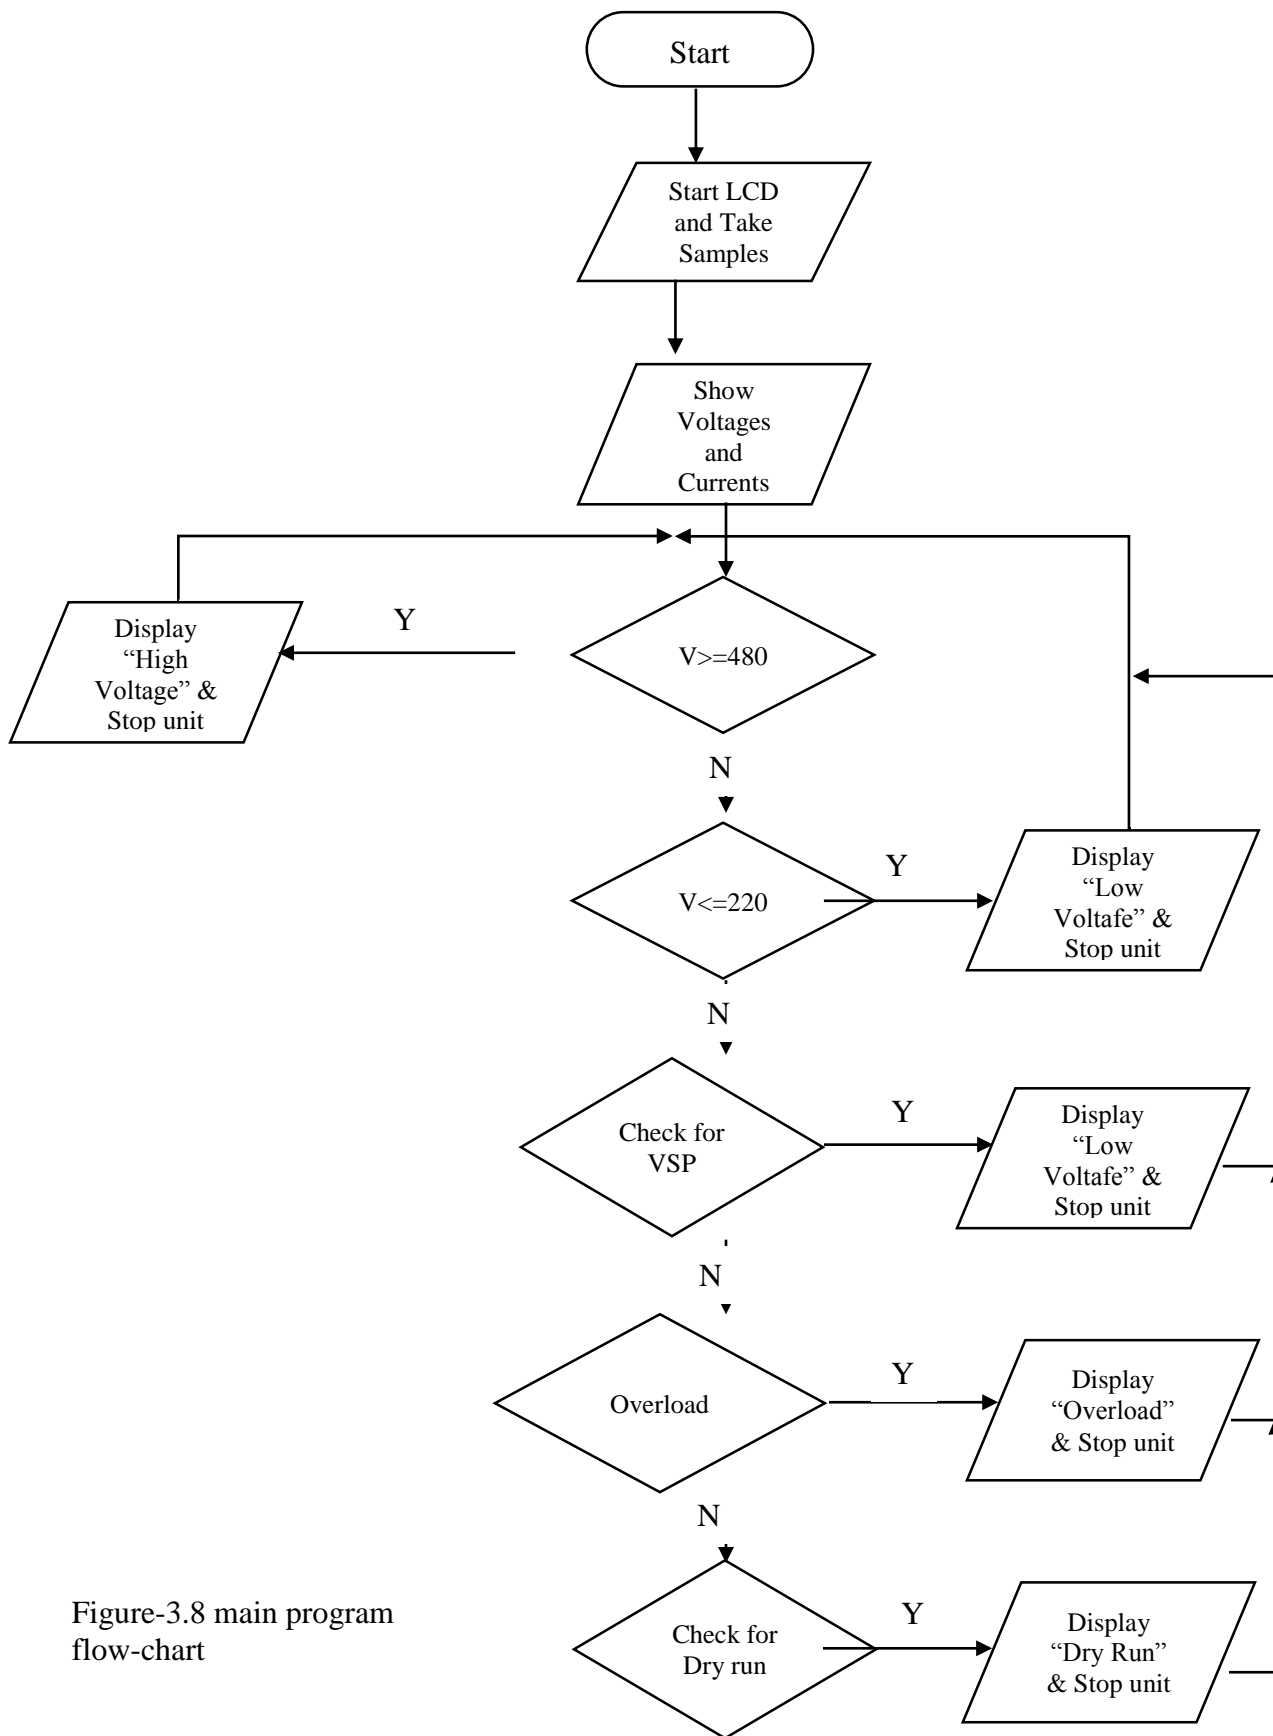 Start
Start LCD
and Take
Samples
Show
Voltages
and
Currents
Y
Display
“High
Voltage” &
Stop unit
V>=480
N
V<=220
Y
Display
“Low
Voltafe” &
Stop unit
N
Check for
VSP
Y
Display
“Low
Voltafe” &
Stop unit
N
Overload
Y
Display
“Overload”
& Stop unit
N
Check for
Dry run
Y
Display
“Dry Run”
& Stop unit
Figure-3.8 main program
flow-chart